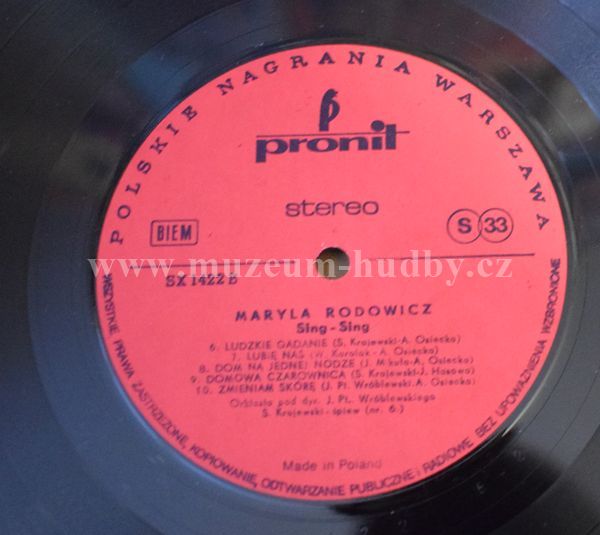 POLSKIE NAGRANIA WARSZAWA
pronit
stereo
BIEM
S 33
SX 1422 B
www.muzeum-hudby.cz
MARYLA RODOWICZ
Sing-Sing
6. LUDZKIE GADANIE (S. Krajewski-A. Osiecka)
7. LUBIĘ NAS (W. Karolak-A. Osiecka)
8. DOM NA JEDNEJ NODZE (J. Mikuła-A. Osiecka)
9. DOMOWA CZAROWNICA (S. Krajewski-J. Hasowa)
10. ZMIENIAM SKÓRĘ (J. Pt. Wróblewski-A. Osiecka)
Orkiestra pod dyr. J. Pt. Wróblewskiego
S. Krajewski-śpiew (nr. 6.)
Made in Poland
WSZYSTKIE PRAWA ZASTRZEŻONE, KOPIOWANIE, ODTWARZANIE PUBLICZNE i RADIOWE BEZ UPOWAŻNIENIA WZBRONIONE